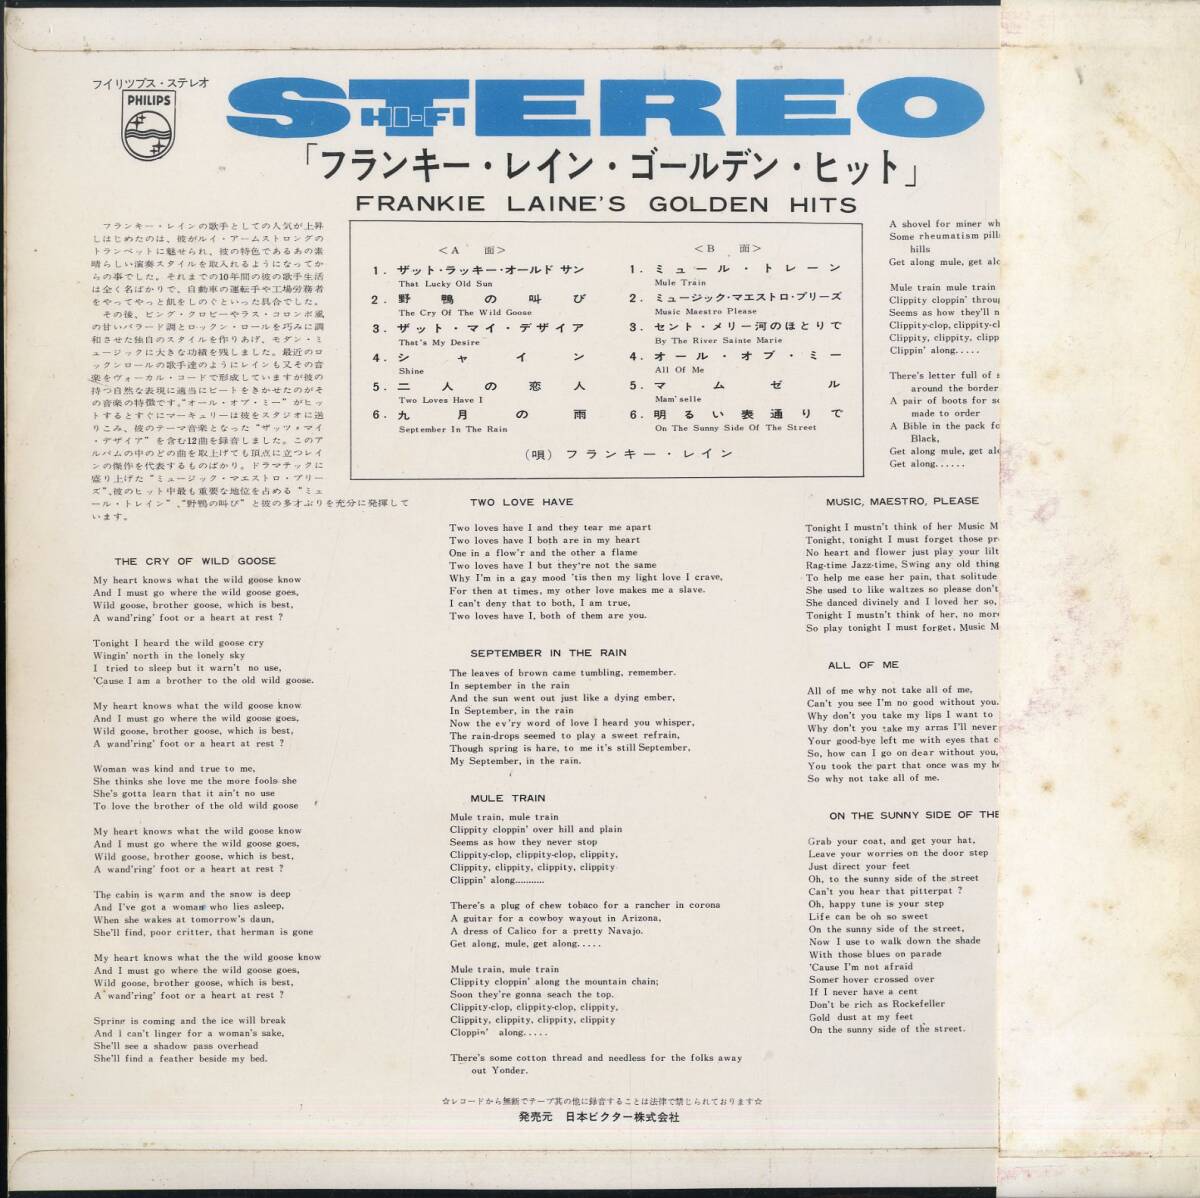 フイリツプス・ステレオ
PHILIPS
STEREO
HI-FI
「フランキー・レイン・ゴールデン・ヒット」
FRANKIE LAINE'S GOLDEN HITS
フランキー・レインの歌手としての人気が上昇
しはじめたのは、彼がルイ・アームストロングの
トランペットに魅せられ、彼の特色であるあの素
晴らしい演奏スタイルを取入れるようになってか
らの事でした。それまでの10年間の彼の歌手生活
は全く名ばかりで、自動車の運転手や工場労務者
をやってやっと飢をしのぐといった具合でした。
その後、ビング・クロビーやラス・コロンボ風
の甘いバラード調とロックン・ロールを巧みに調
和させた独自のスタイルを作りあげ、モダン・ミ
ュージックに大きな功績を残しました。最近のロ
ックンロールの歌手達のようにレインも又その音
楽をヴォーカル・コードで形成していますが彼の
持つ自然な表現に適当にビートをきかせたのがそ
の音楽の特徴です。"オール・オブ・ミー"がヒッ
トするとすぐにマーキュリーは彼をスタジオに送
りこみ、彼のテーマ音楽となった"ザッツ・マイ
・デザイア"を含む12曲を録音しました。このア
ルバムの中のどの曲を取上げても頂点に立つレイ
ンの傑作を代表するものばかり。ドラマテックに
盛り上げた"ミュージック・マエストロ・プリー
ズ"、彼のヒット中最も重要な地位を占める"ミュ
ール・トレイン"、"野鴨の叫び"と彼の多才ぶりを充分に発揮して
います。
＜A 面＞
1. ザット・ラッキー・オールド サン
That Lucky Old Sun
2. 野鴨の叫び
The Cry Of The Wild Goose
3. ザット・マイ・デザイア
That's My Desire
4. シャイン
Shine
5. 二人の恋人
Two Loves Have I
6. 九月の雨
September In The Rain
＜B 面＞
1. ミュール・トレーン
Mule Train
2. ミュージック・マエストロ・プリーズ
Music Maestro Please
3. セント・メリー河のほとりで
By The River Sainte Marie
4. オール・オブ・ミー
All Of Me
5. マムゼル
Mam'selle
6. 明るい表通りで
On The Sunny Side Of The Street
(唄) フランキー・レイン
THE CRY OF WILD GOOSE
My heart knows what the wild goose know
And I must go where the wild goose goes,
Wild goose, brother goose, which is best,
A wand'ring' foot or a heart at rest ?
Tonight I heard the wild goose cry
Wingin' north in the lonely sky
I tried to sleep but it warn't no use,
'Cause I am a brother to the old wild goose.
My heart knows what the wild goose know
And I must go where the wild goose goes,
Wild goose, brother goose, which is best,
A wand'ring' foot or a heart at rest ?
Woman was kind and true to me,
She thinks she love me the more fools she
She's gotta learn that it ain't no use
To love the brother of the old wild goose
My heart knows what the wild goose know
And I must go where the wild goose goes,
Wild goose, brother goose, which is best,
A wand'ring' foot or a heart at rest ?
The cabin is warm and the snow is deep
And I've got a woman who lies asleep,
When she wakes at tomorrow's daun,
She'll find, poor critter, that herman is gone
My heart knows what the wild goose know
And I must go where the wild goose goes,
Wild goose, brother goose, which is best,
A wand'ring' foot or a heart at rest ?
Spring is coming and the ice will break
And I can't linger for a woman's sake,
She'll see a shadow pass overhead
She'll find a feather beside my bed.
TWO LOVE HAVE
Two loves have I and they tear me apart
Two loves have I both are in my heart
One in a flow'r and the other a flame
Two loves have I but they're not the same
Why I'm in a gay mood 'tis then my light love I crave,
For then at times, my other love makes me a slave.
I can't deny that to both, I am true,
Two loves have I, both of them are you.
SEPTEMBER IN THE RAIN
The leaves of brown came tumbling, remember.
In september in the rain
And the sun went out just like a dying ember,
In September, in the rain
Now the ev'ry word of love I heard you whisper,
The rain-drops seemed to play a sweet refrain,
Though spring is hare, to me it's still September,
My September, in the rain.
MULE TRAIN
Mule train, mule train
Clippity cloppin' over hill and plain
Seems as how they never stop
Clippity-clop, clippity-clop, clippity,
Clippity, clippity, clippity, clippity
Clippin' along...........
There's a plug of chew tobaco for a rancher in corona
A guitar for a cowboy wayout in Arizona,
A dress of Calico for a pretty Navajo.
Get along, mule, get along.....
Mule train, mule train
Clippity cloppin' along the mountain chain;
Soon they're gonna seach the top.
Clippity-clop, clippity-clop, clippity,
Clippity, clippity, clippity, clippity
Cloppin' along.....
There's some cotton thread and needless for the folks away
out Yonder.
A shovel for miner wh
Some rheumatism pill
hills
Get along mule, get alo
Mule train mule train
Clippity cloppin' throu
Seems as how they'll n
Clippity-clop, clippity-cl
Clippity, clippity, clipp
Clippin' along.....
There's letter full of s
around the border
A pair of boots for so
made to order
A Bible in the pack fo
Black,
Get along mule, get alo
Get along......
MUSIC, MAESTRO, PLEASE
Tonight I mustn't think of her Music M
Tonight, tonight I must forget those pr
No heart and flower just play your lilt
Rag-time Jazz-time, Swing any old thing
To help me ease her pain, that solitude
She used to like waltzes so please don't
She danced divinely and I loved her so,
Tonight I mustn't think of her, no more
So play tonight I must forget, Music M
ALL OF ME
All of me why not take all of me,
Can't you see I'm no good without you.
Why don't you take my lips I want to
Why don't you take my arms I'll never
Your good-bye left me with eyes that c
So, how can I go on dear without you,
You took the part that once was my he
So why not take all of me.
ON THE SUNNY SIDE OF THE
Grab your coat, and get your hat,
Leave your worries on the door step
Just direct your feet
Oh, to the sunny side of the street
Can't you hear that pitterpat ?
Oh, happy tune is your step
Life can be oh so sweet
On the sunny side of the street,
Now I use to walk down the shade
With those blues on parade
'Cause I'm not afraid
Somer hover crossed over
If I never have a cent
Don't be rich as Rockefeller
Gold dust at my feet
On the sunny side of the street.
☆レコードから無断でテープ其の他に録音することは法律で禁じられております☆
発売元 日本ビクター株式会社